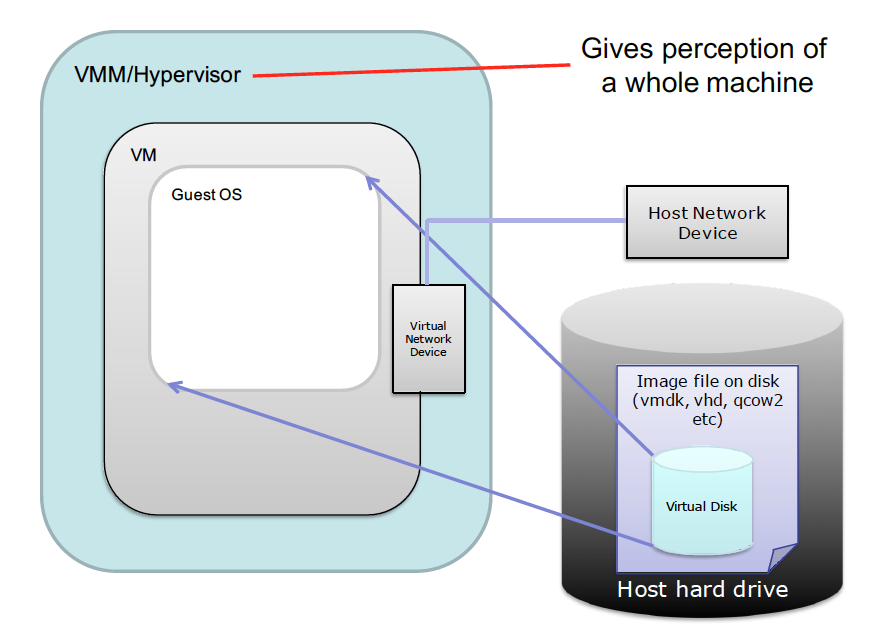 VMM/Hypervisor
Gives perception of
a whole machine
VM
Guest OS
Host Network
Device
Virtual
Network
Device
Image file on disk
(vmdk, vhd, qcow2
etc)
Virtual Disk
Host hard drive